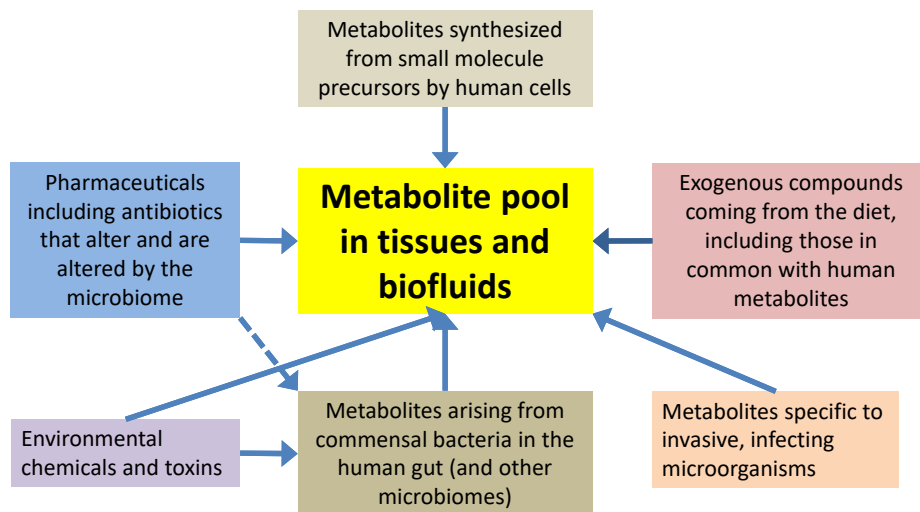 Metabolites synthesized
from small molecule
precursors by human cells
Pharmaceuticals
including antibiotics
that alter and are
altered by the
microbiome
Metabolite pool
in tissues and
biofluids
Exogenous compounds
coming from the diet,
including those in
common with human
metabolites
Environmental
chemicals and toxins
Metabolites arising from
commensal bacteria in the
human gut (and other
microbiomes)
Metabolites specific to
invasive, infecting
microorganisms